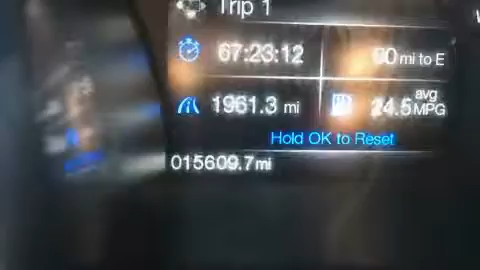 Trip 1
67:23:12
mi to E
1961.3 mi
24.5 avg MPG
Hold OK to Reset
015609.7mi